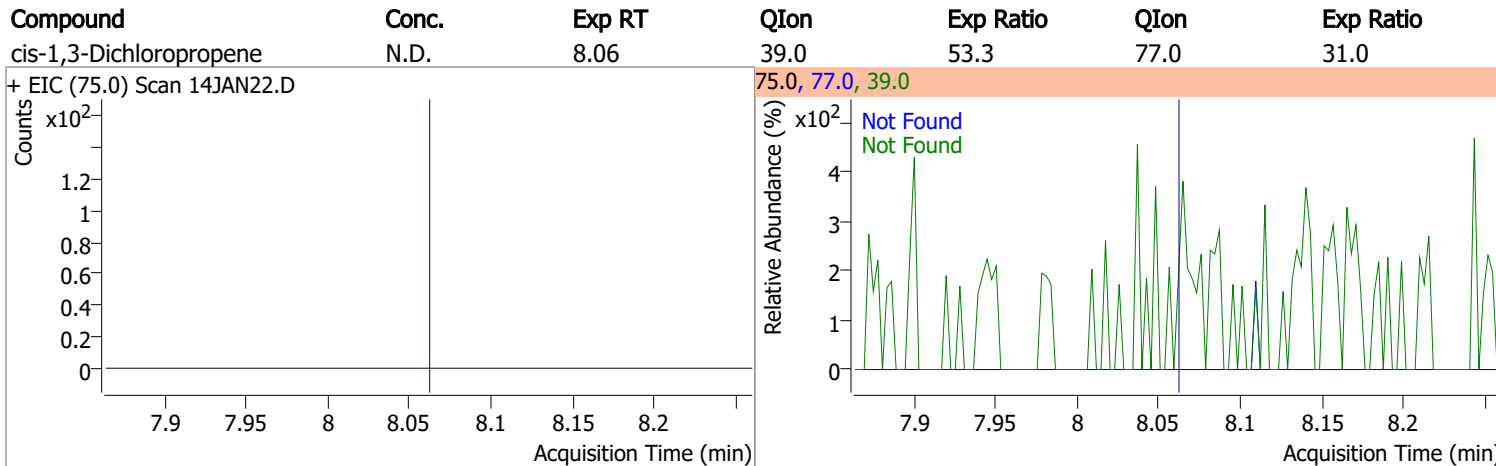 Compound Conc. Exp RT QIon Exp Ratio QIon Exp Ratio
cis-1,3-Dichloropropene N.D. 8.06 39.0 53.3 77.0 31.0
+ EIC (75.0) Scan 14JAN22.D
Counts
x10²
1.2
1
0.8
0.6
0.4
0.2
0
7.9 7.95 8 8.05 8.1 8.15 8.2
Acquisition Time (min)
75.0, 77.0, 39.0
Relative Abundance (%)
x10²
Not Found
Not Found
4
3
2
1
0
7.9 7.95 8 8.05 8.1 8.15 8.2
Acquisition Time (min)